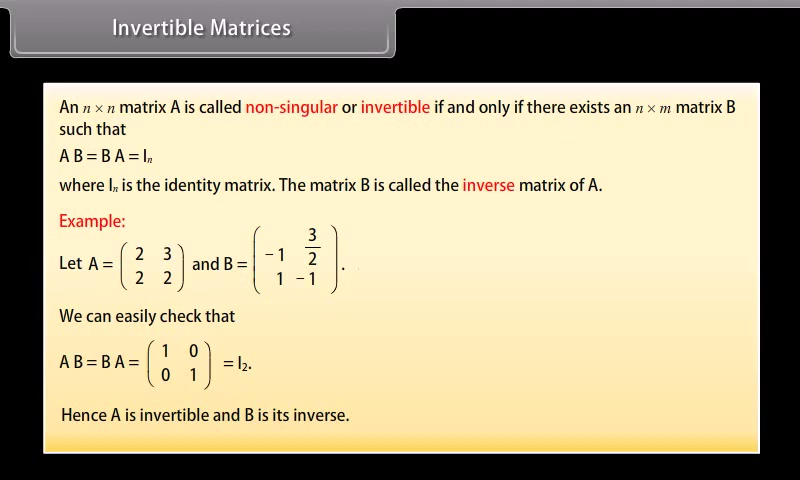 Invertible Matrices
An n × n matrix A is called non-singular or invertible if and only if there exists an n × m matrix B
such that
A B = B A = Iₙ
where Iₙ is the identity matrix. The matrix B is called the inverse matrix of A.
Example:
Let A = ( 2 3 ; 2 2 ) and B = ( -1 3/2 ; 1 -1 ).
We can easily check that
A B = B A = ( 1 0 ; 0 1 ) = I₂.
Hence A is invertible and B is its inverse.